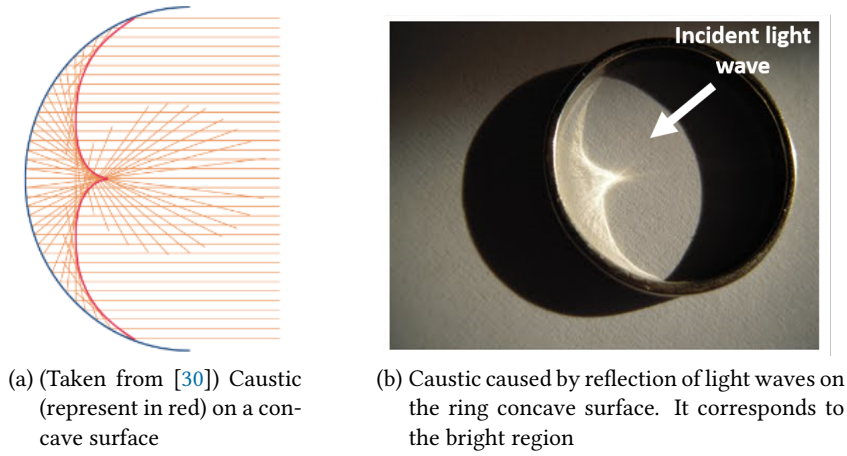 Incident light
wave
(a) (Taken from [30]) Caustic
(represent in red) on a con-
cave surface
(b) Caustic caused by reflection of light waves on
the ring concave surface. It corresponds to
the bright region